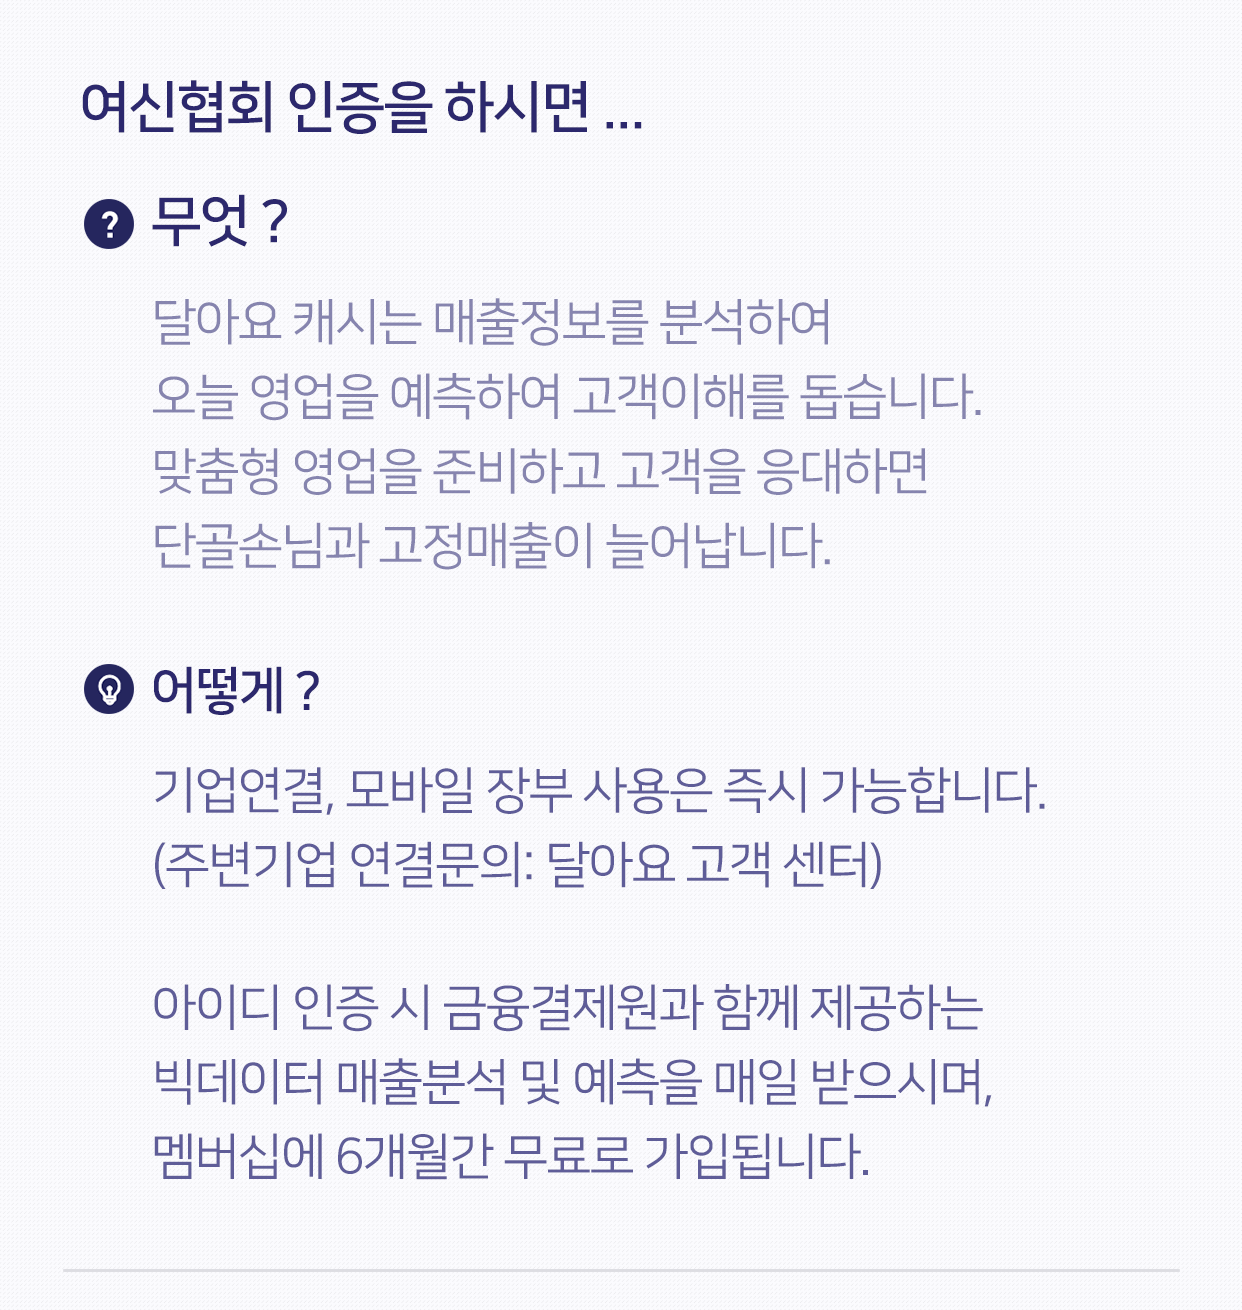 여신협회 인증을 하시면 ...
? 무엇 ?
달아요 캐시는 매출정보를 분석하여
오늘 영업을 예측하여 고객이해를 돕습니다.
맞춤형 영업을 준비하고 고객을 응대하면
단골손님과 고정매출이 늘어납니다.
어떻게 ?
기업연결, 모바일 장부 사용은 즉시 가능합니다.
(주변기업 연결문의: 달아요 고객 센터)
아이디 인증 시 금융결제원과 함께 제공하는
빅데이터 매출분석 및 예측을 매일 받으시며,
멤버십에 6개월간 무료로 가입됩니다.